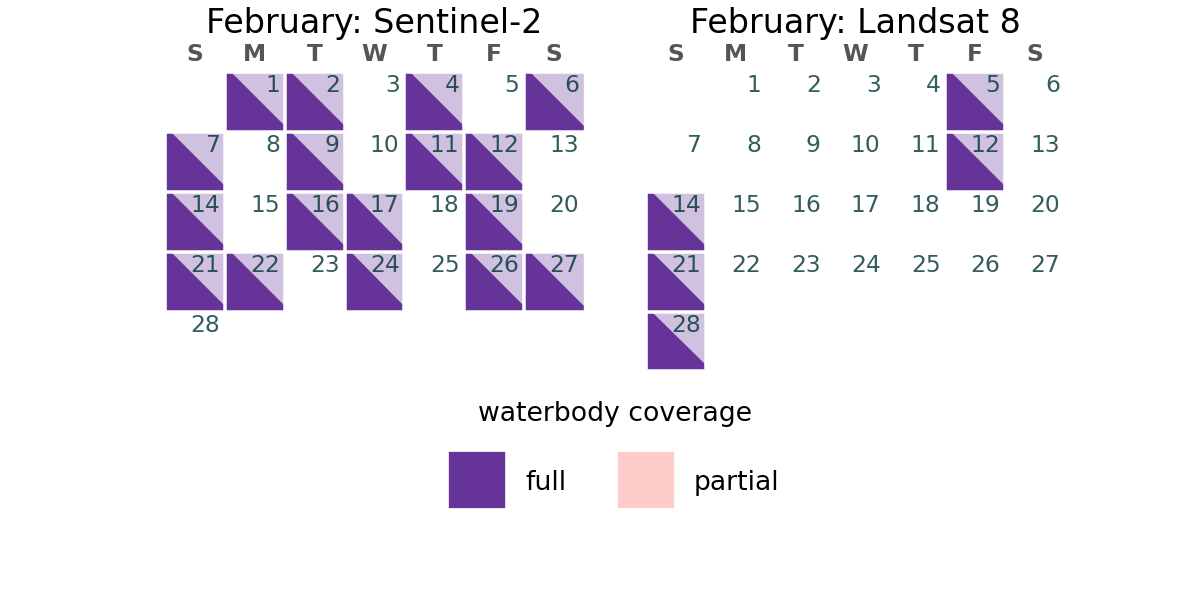 February: Sentinel-2
S M T W T F S
1 2 3 4 5 6
7 8 9 10 11 12 13
14 15 16 17 18 19 20
21 22 23 24 25 26 27
28
February: Landsat 8
S M T W T F S
1 2 3 4 5 6
7 8 9 10 11 12 13
14 15 16 17 18 19 20
21 22 23 24 25 26 27
28
waterbody coverage
full partial